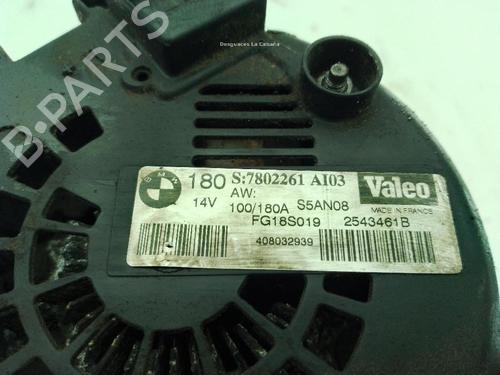 Desguaces La Cabaña
B-PARTS
BMW
180 S:7802261 AI03 Valeo
14V AW: 100/180A S5AN08 MADE IN FRANCE
FG18S019 2543461B
408032939